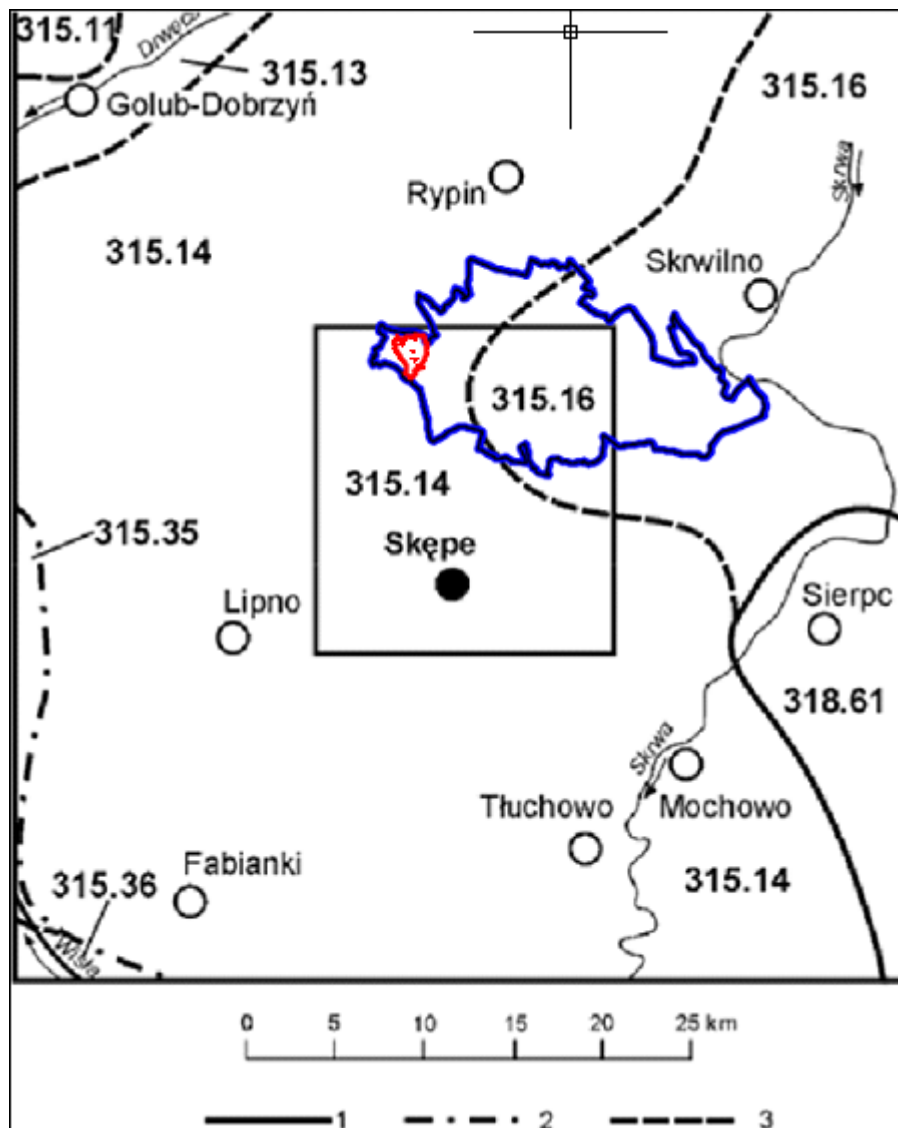 315.11
Drwęca
315.13
Golub-Dobrzyń
315.16
Rypin
Skrwa
315.14
Skrwilno
315.16
315.14
315.35
Skępe
Lipno
Sierpc
318.61
Skrwa
Tłuchowo
Mochowo
Fabianki
315.14
315.36
Wisła
0 5 10 15 20 25 km
1 2 3